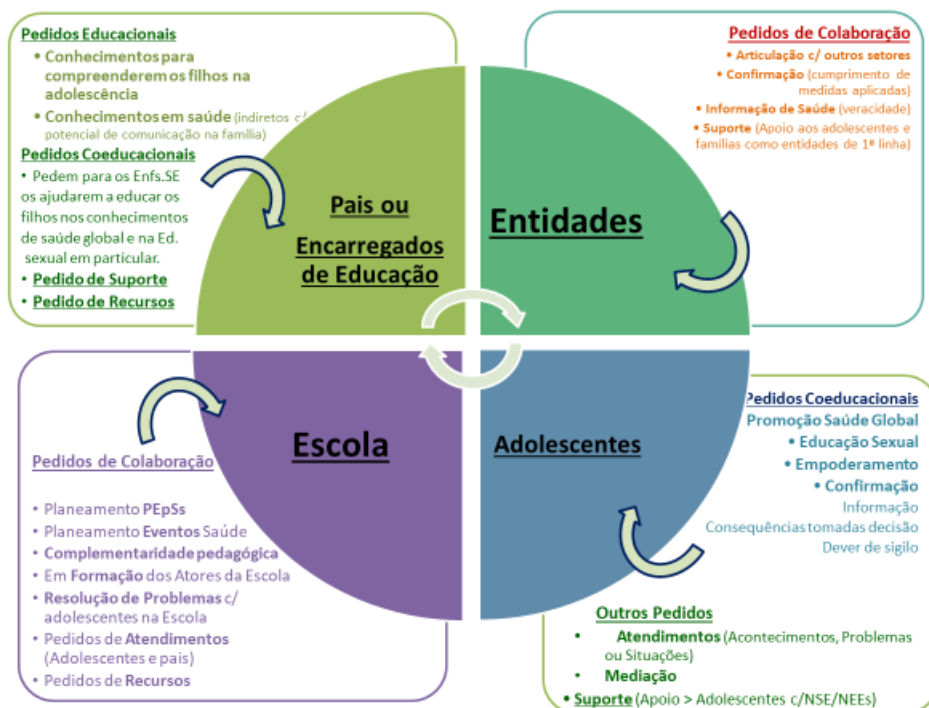 Pedidos Educacionais
• Conhecimentos para
compreenderem os filhos na
adolescência
• Conhecimentos em saúde (indiretos c/
potencial de comunicação na família)
Pedidos Coeducacionais
• Pedem para os Enfs.SE
os ajudarem a educar os
filhos nos conhecimentos
de saúde global e na Ed.
sexual em particular.
• Pedido de Suporte
• Pedido de Recursos
Pais ou
Encarregados
de Educação
Pedidos de Colaboração
• Articulação c/ outros setores
• Confirmação (cumprimento de
medidas aplicadas)
• Informação de Saúde (veracidade)
• Suporte (Apoio aos adolescentes e
famílias como entidades de 1ª linha)
Entidades
Escola
Pedidos de Colaboração
• Planeamento PEpSs
• Planeamento Eventos Saúde
• Complementaridade pedagógica
• Em Formação dos Atores da Escola
• Resolução de Problemas c/
adolescentes na Escola
• Pedidos de Atendimentos
(Adolescentes e pais)
• Pedidos de Recursos
Adolescentes
Pedidos Coeducacionais
Promoção Saúde Global
• Educação Sexual
• Empoderamento
• Confirmação
Informação
Consequências tomadas decisão
Dever de sigilo
Outros Pedidos
• Atendimentos (Acontecimentos, Problemas
ou Situações)
• Mediação
• Suporte (Apoio > Adolescentes c/NSE/NEEs)